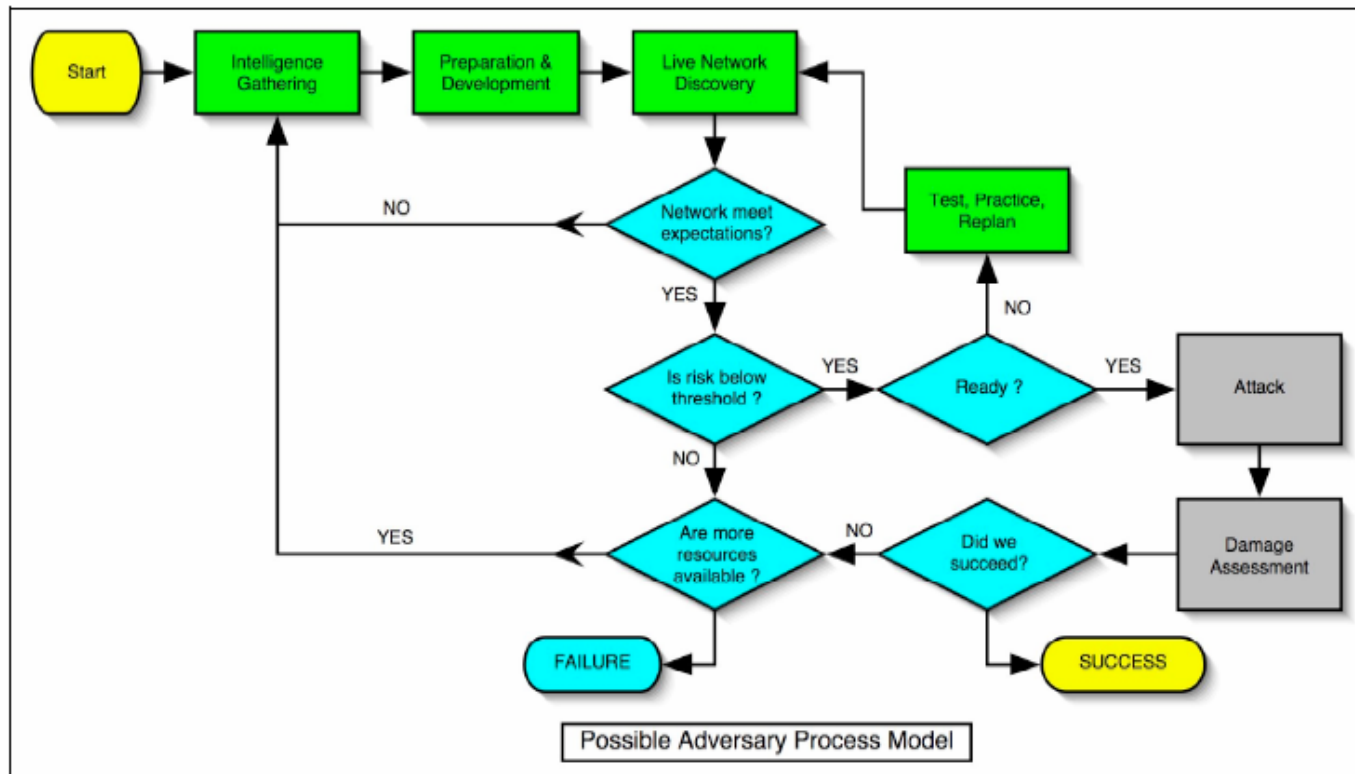 Start
Intelligence
Gathering
Preparation &
Development
Live Network
Discovery
NO
Network meet
expectations?
Test, Practice,
Replan
YES
NO
Is risk below
threshold ?
YES
Ready ?
YES
Attack
NO
YES
Are more
resources
available ?
NO
Did we
succeed?
Damage
Assessment
FAILURE
SUCCESS
Possible Adversary Process Model